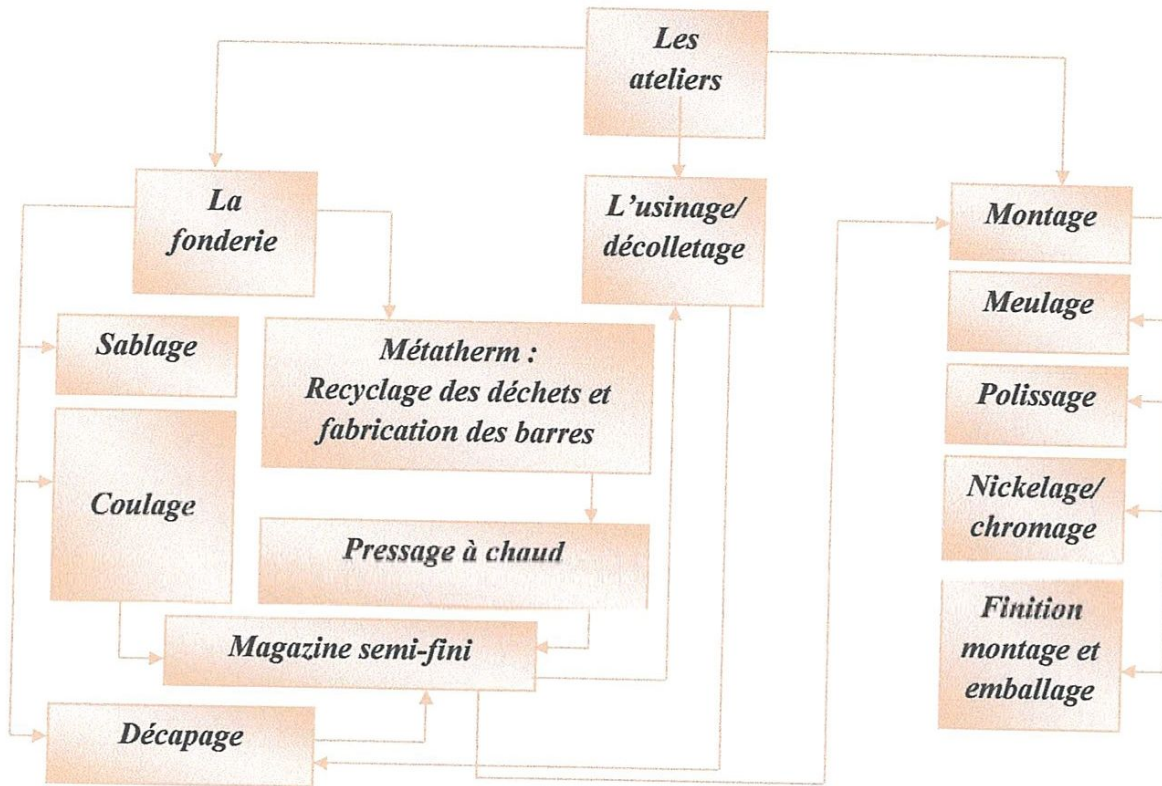 Les
ateliers
La
fonderie
L'usinage/
décolletage
Montage
Sablage
Métatherm :
Recyclage des déchets et
fabrication des barres
Meulage
Polissage
Coulage
Pressage à chaud
Nickelage/
chromage
Magazine semi-fini
Finition
montage et
emballage
Décapage